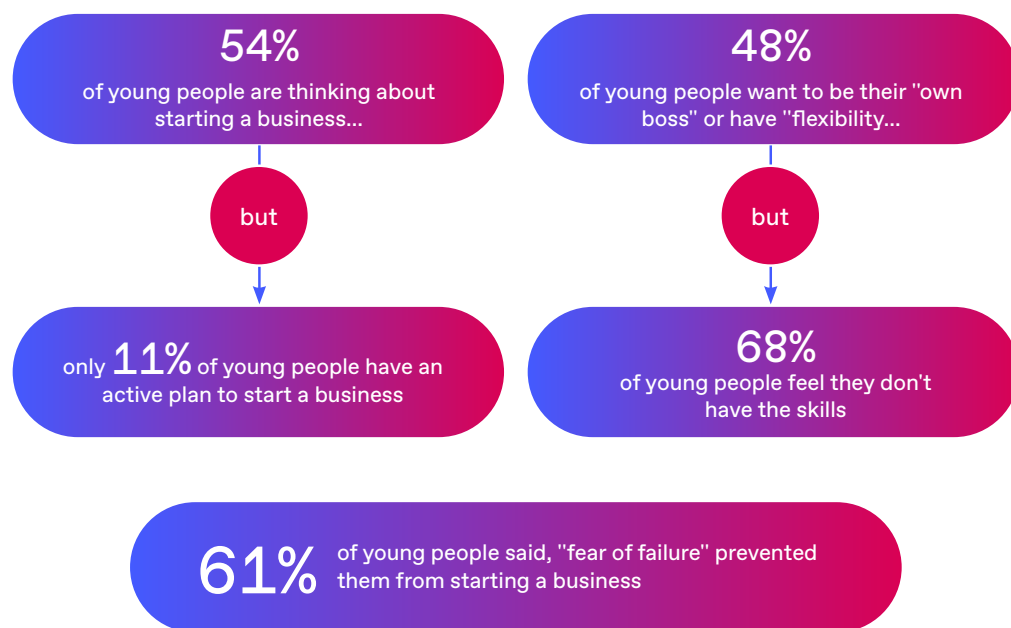 54%
of young people are thinking about
starting a business...
but
only 11% of young people have an
active plan to start a business
48%
of young people want to be their "own
boss" or have "flexibility...
but
68%
of young people feel they don't
have the skills
61%
of young people said, "fear of failure" prevented
them from starting a business